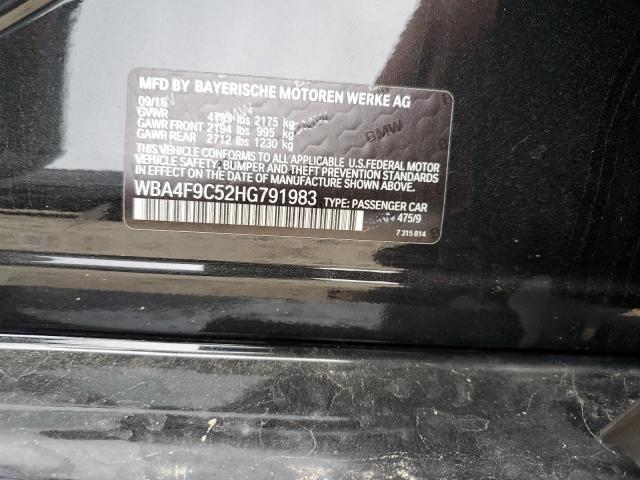 MFD BY BAYERISCHE MOTOREN WERKE AG
09/16
GVWR 4795 lbs 2175 kg
GAWR FRONT 2194 lbs 995 kg
GAWR REAR 2712 lbs 1230 kg
THIS VEHICLE CONFORMS TO ALL APPLICABLE U.S.FEDERAL MOTOR
VEHICLE SAFETY, BUMPER AND THEFT PREVENTION STANDARDS
IN EFFECT ON THE DATE OF MANUFACTURE SHOWN ABOVE.
WBA4F9C52HG791983 TYPE: PASSENGER CAR
475/9
7 315 814
BMW
BMW